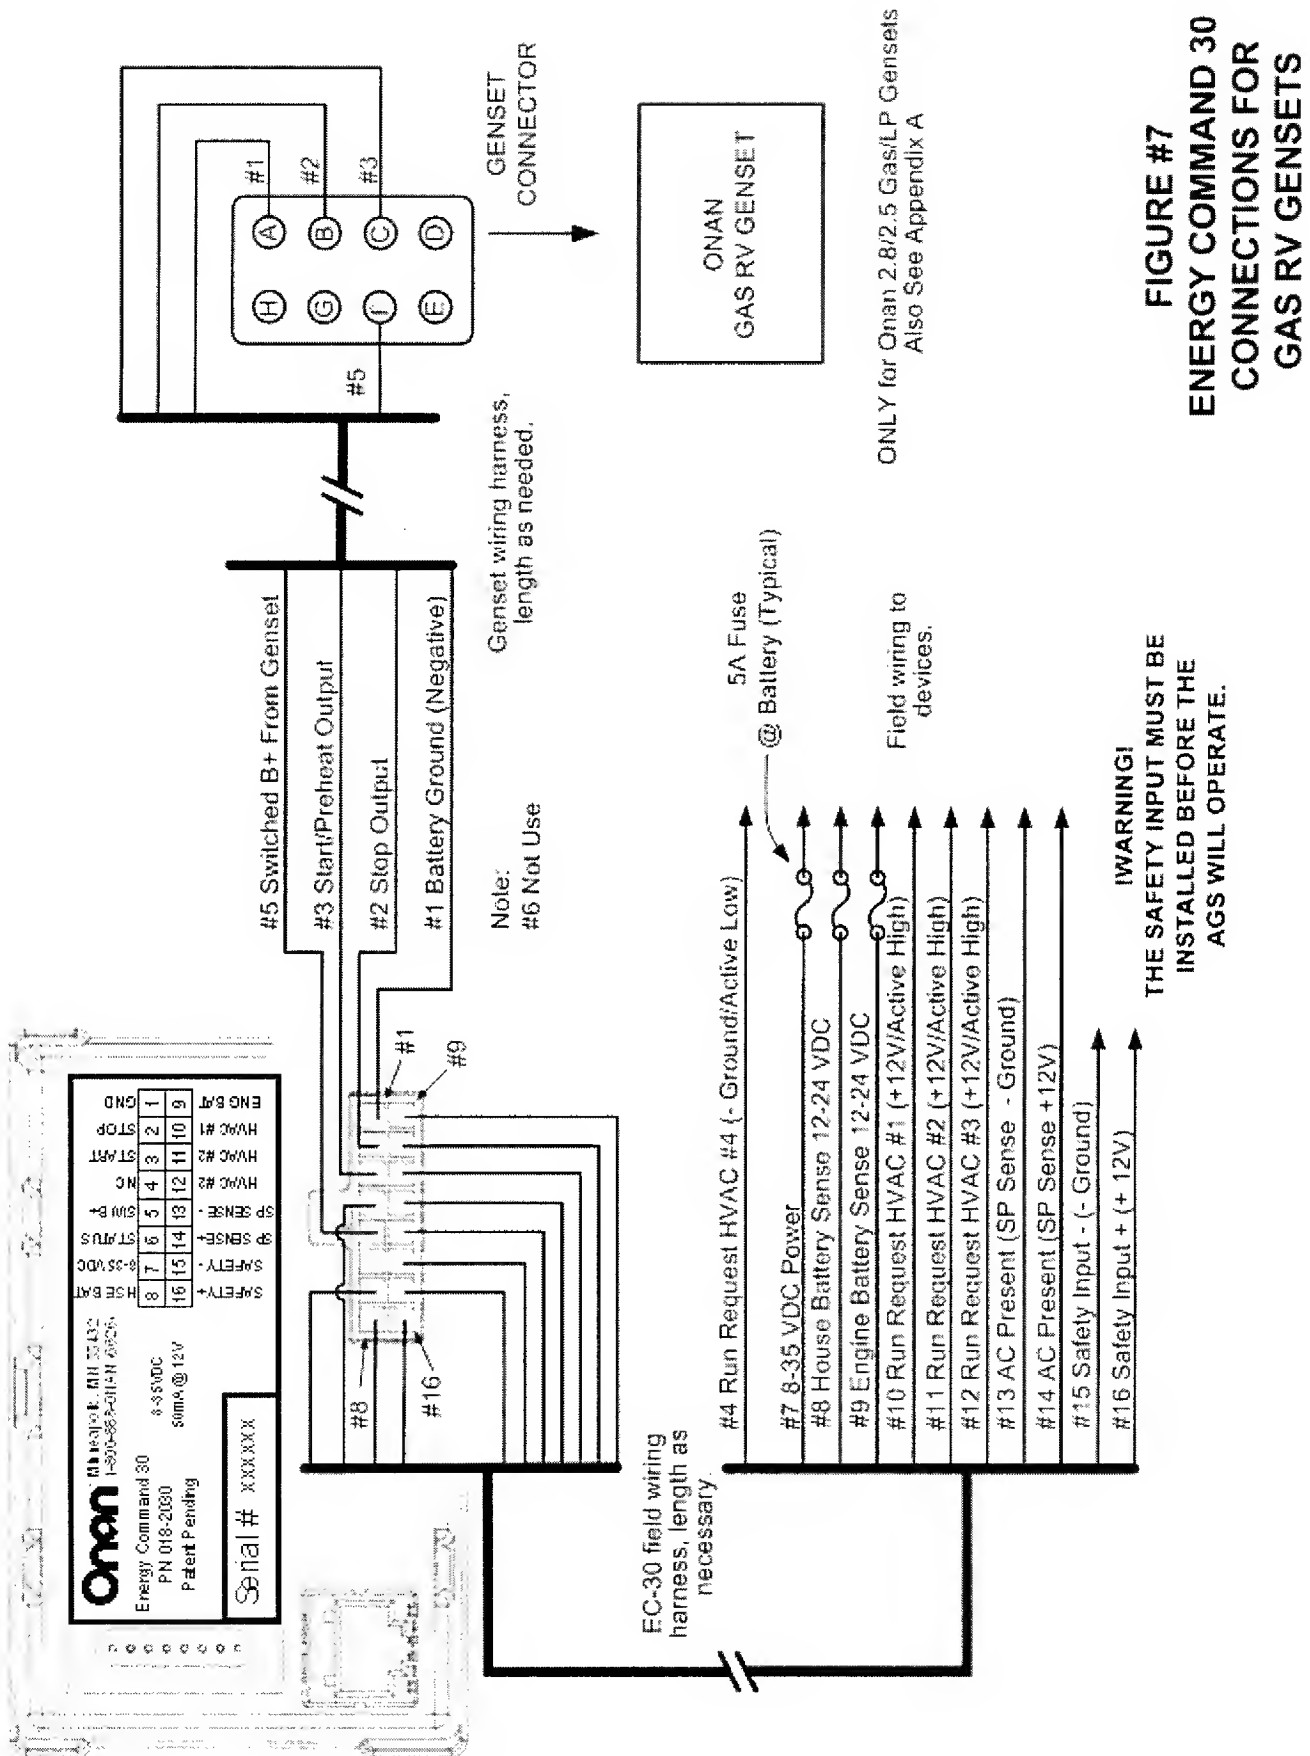 Onan
Energy Command 30
PN 018-2030
Patent Pending
8-35VDC
50mA @ 12V
Serial # xxxxxxx
HSE BAT 8 16 SAFETY+
8-35 VDC 7 15 SAFETY -
STATUS 6 14 SP SENSE+
SW B+ 5 13 SP SENSE -
NC 4 12 HVAC #2
START 3 11 HVAC #2
STOP 2 10 HVAC #1
GND 1 9 ENG BAT
#8
#16
#1
#9
#5 Switched B+ From Genset
#3 Start/Preheat Output
#2 Stop Output
#1 Battery Ground (Negative)
Note:
#6 Not Use
Genset wiring harness,
length as needed.
#1
#2
#3
#5
H A
G B
C
E D
GENSET
CONNECTOR
ONAN
GAS RV GENSET
ONLY for Onan 2.8/2.5 Gas/LP Gensets
Also See Appendix A
EC-30 field wiring
harness, length as
necessary.
#4 Run Request HVAC #4 (- Ground/Active Low)
#7 8-35 VDC Power
#8 House Battery Sense 12-24 VDC
#9 Engine Battery Sense 12-24 VDC
#10 Run Request HVAC #1 (+12V/Active High)
#11 Run Request HVAC #2 (+12V/Active High)
#12 Run Request HVAC #3 (+12V/Active High)
#13 AC Present (SP Sense - Ground)
#14 AC Present (SP Sense +12V)
#15 Safety Input - (- Ground)
#16 Safety Input + (+ 12V)
5A Fuse
@ Battery (Typical)
Field wiring to
devices.
!WARNING!
THE SAFETY INPUT MUST BE
INSTALLED BEFORE THE
AGS WILL OPERATE.
FIGURE #7
ENERGY COMMAND 30
CONNECTIONS FOR
GAS RV GENSETS